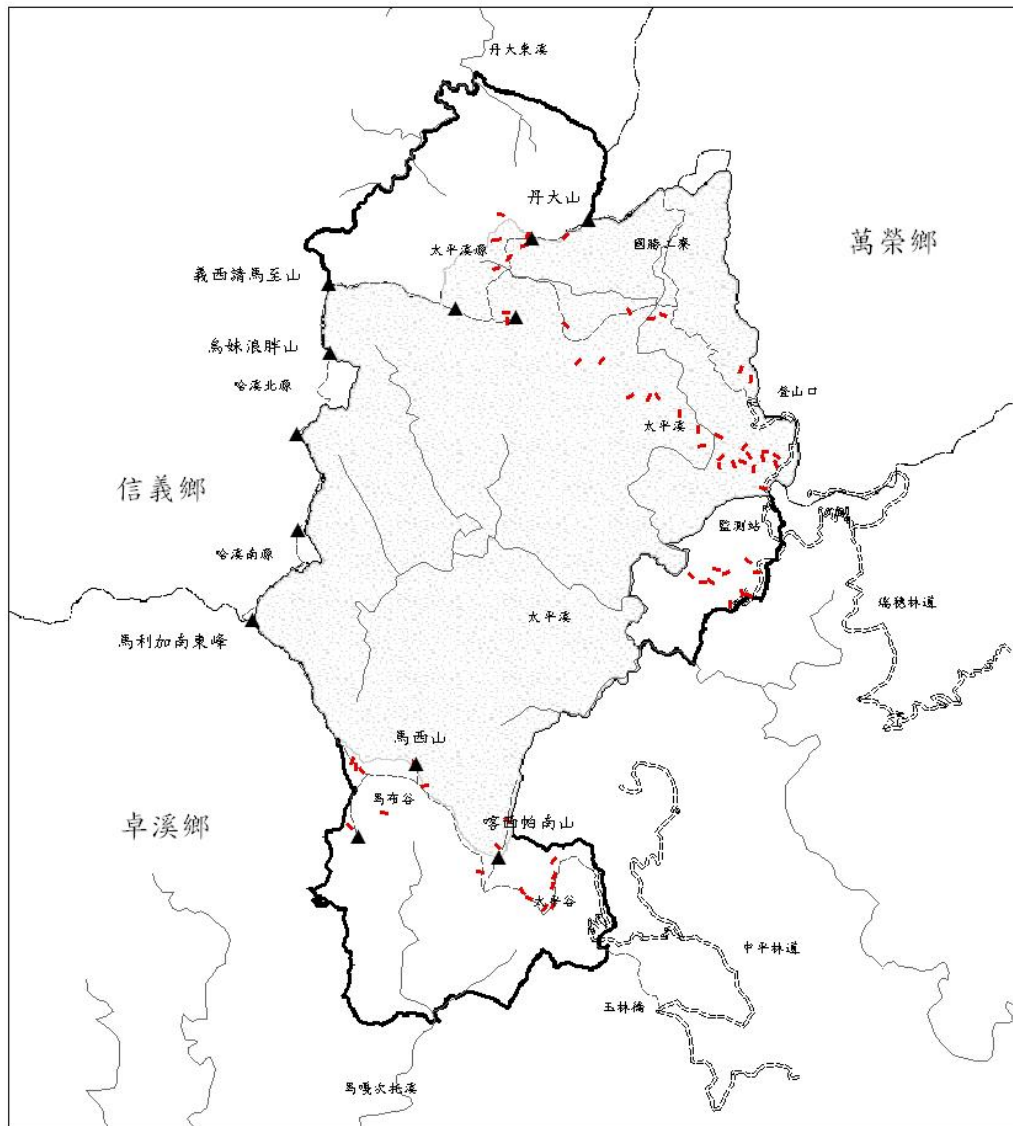 丹大東溪
丹大山
太平溪源
國勝工寮
萬榮鄉
義西請馬至山
烏妹浪胖山
哈溪北源
登山口
太平溪
信義鄉
監測站
哈溪南源
瑞穗林道
太平溪
馬利加南東峰
馬西山
馬布谷
喀西帕南山
卓溪鄉
太平谷
中平林道
玉林橋
馬嘎次托溪